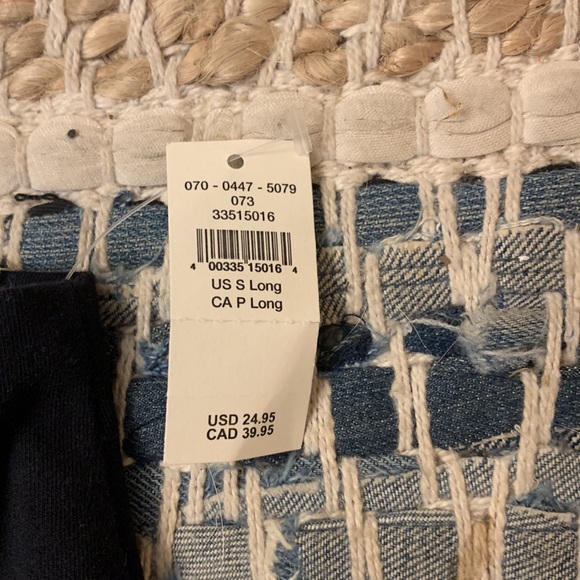 070 - 0447 - 5079
073
33515016
4 00335 15016 4
US S Long
CA P Long
USD 24.95
CAD 39.95